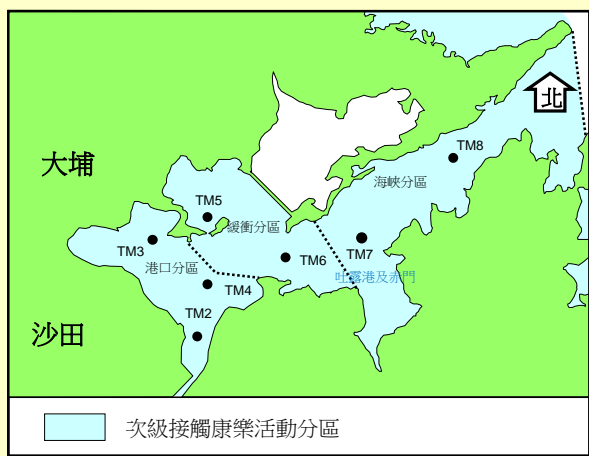 北
TM8
大埔
海峽分區
TM5
緩衝分區
TM3
TM7
TM6
港口分區
吐露港及赤門
TM4
TM2
沙田
次級接觸康樂活動分區